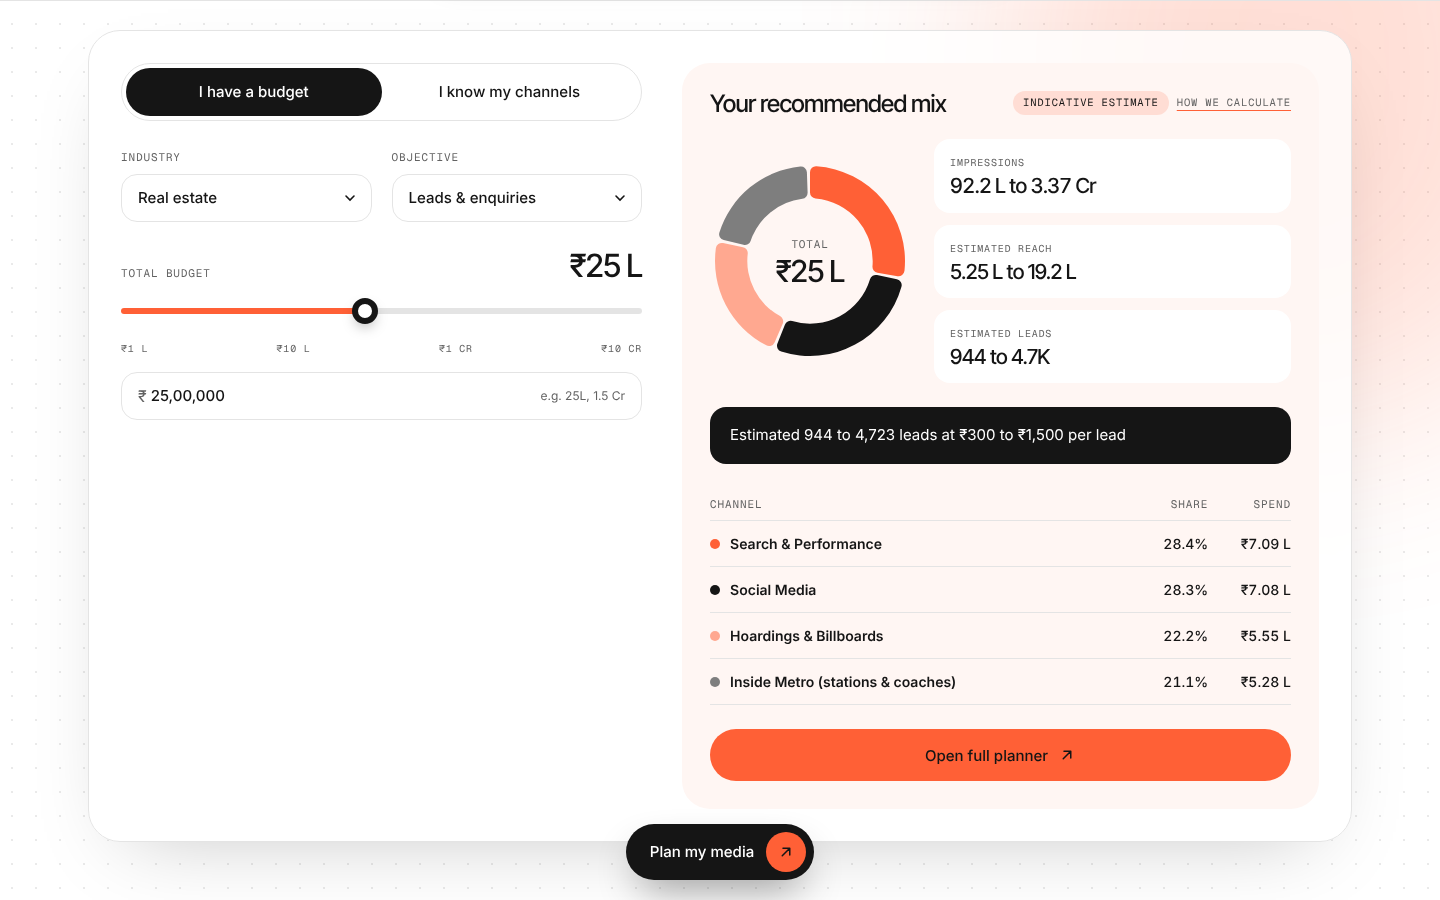 I have a budget
I know my channels
INDUSTRY
OBJECTIVE
Real estate
Leads & enquiries
TOTAL BUDGET
₹25 L
₹1 L
₹10 L
₹1 CR
₹10 CR
₹ 25,00,000
e.g. 25L, 1.5 Cr
Your recommended mix
INDICATIVE ESTIMATE
HOW WE CALCULATE
TOTAL
₹25 L
IMPRESSIONS
92.2 L to 3.37 Cr
ESTIMATED REACH
5.25 L to 19.2 L
ESTIMATED LEADS
944 to 4.7K
Estimated 944 to 4,723 leads at ₹300 to ₹1,500 per lead
CHANNEL SHARE SPEND
Search & Performance 28.4% ₹7.09 L
Social Media 28.3% ₹7.08 L
Hoardings & Billboards 22.2% ₹5.55 L
Inside Metro (stations & coaches) 21.1% ₹5.28 L
Open full planner
Plan my media